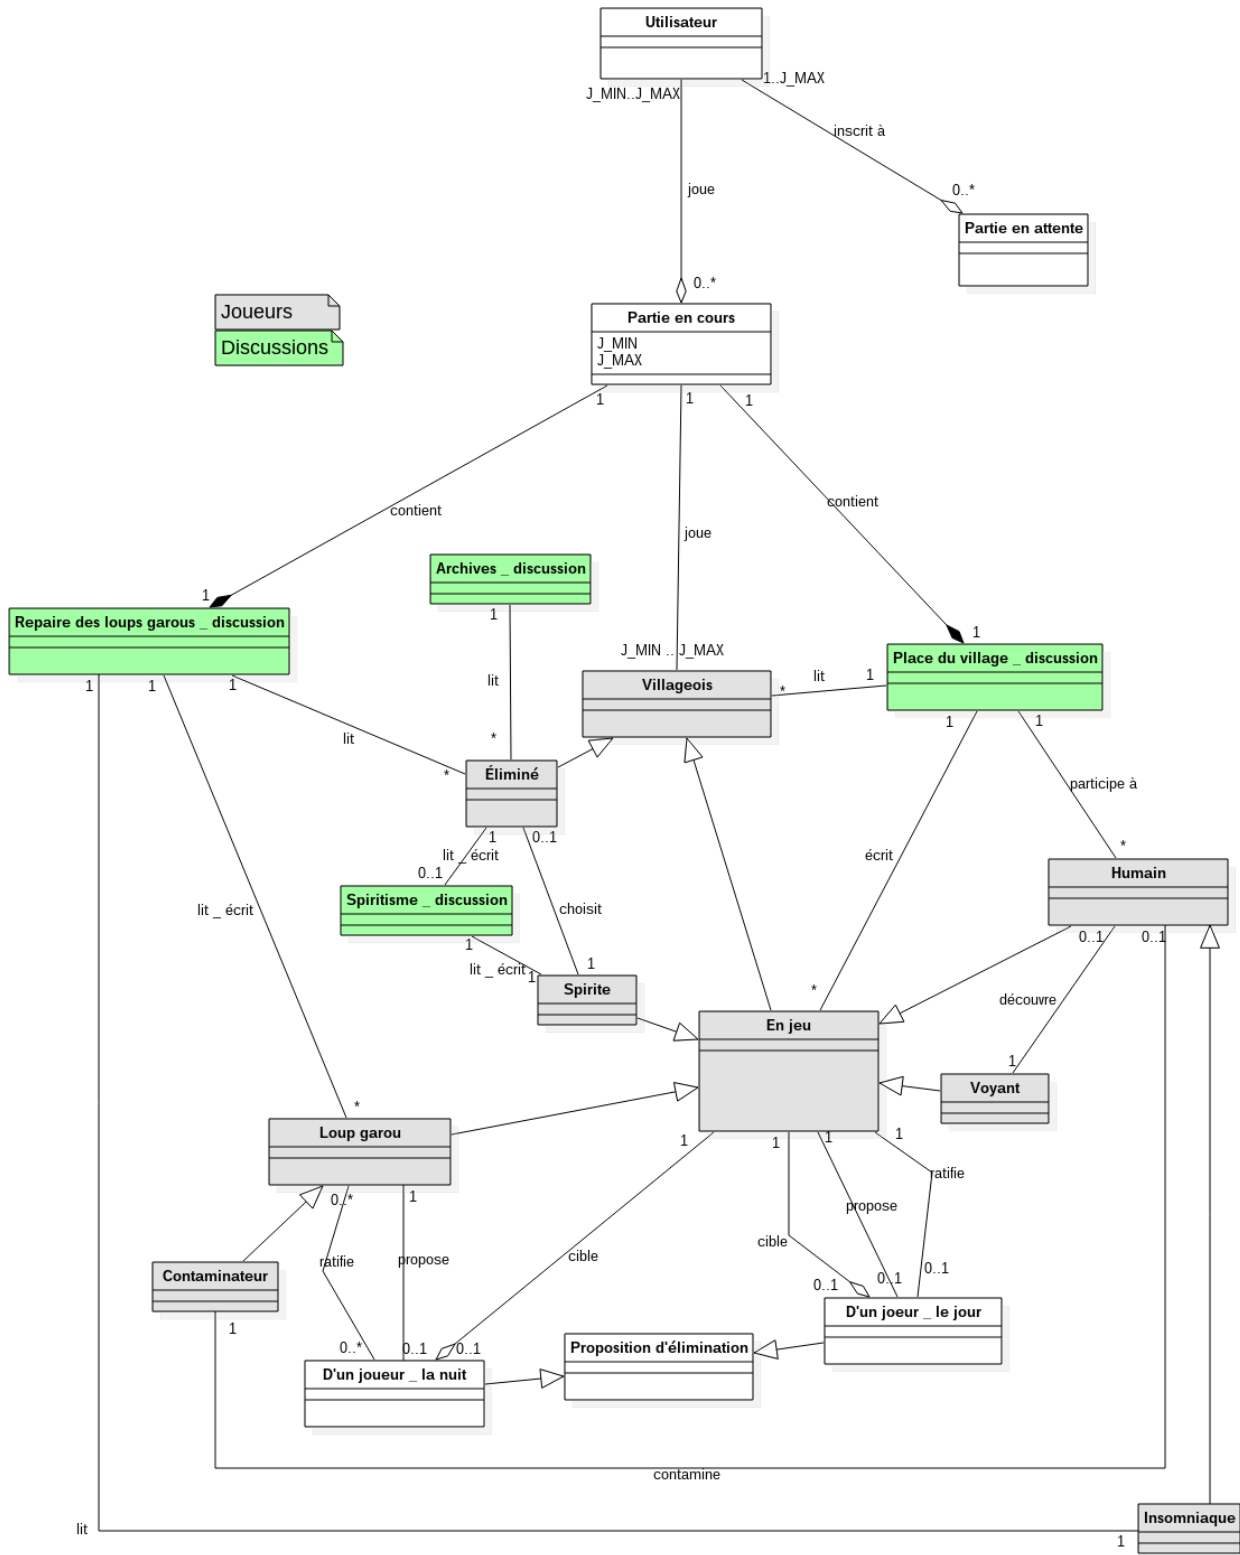 Utilisateur
J_MIN..J_MAX
1..J_MAX
inscrit à
joue
0..*
Partie en attente
0..*
Partie en cours
J_MIN
J_MAX
Joueurs
Discussions
1
1
1
contient
joue
contient
Archives _ discussion
1
1
1
Repaire des loups garous _ discussion
J_MIN .. J_MAX
Place du village _ discussion
Villageois
*
lit
1
1
1
1
lit
lit
*
*
1
1
Éliminé
participe à
1
0..1
lit _ écrit
0..1
écrit
*
Humain
Spiritisme _ discussion
lit _ écrit
choisit
1
lit _ écrit
1
1
Spirite
0..1
0..1
découvre
*
En jeu
1
Voyant
*
Loup garou
1
1
1
1
0..*
1
ratifie
propose
cible
cible
propose
ratifie
Contaminateur
1
0..1
0..1
0..1
D'un joeur _ le jour
0..*
0..1
0..1
Proposition d'élimination
D'un joueur _ la nuit
contamine
Insomniaque
lit
1